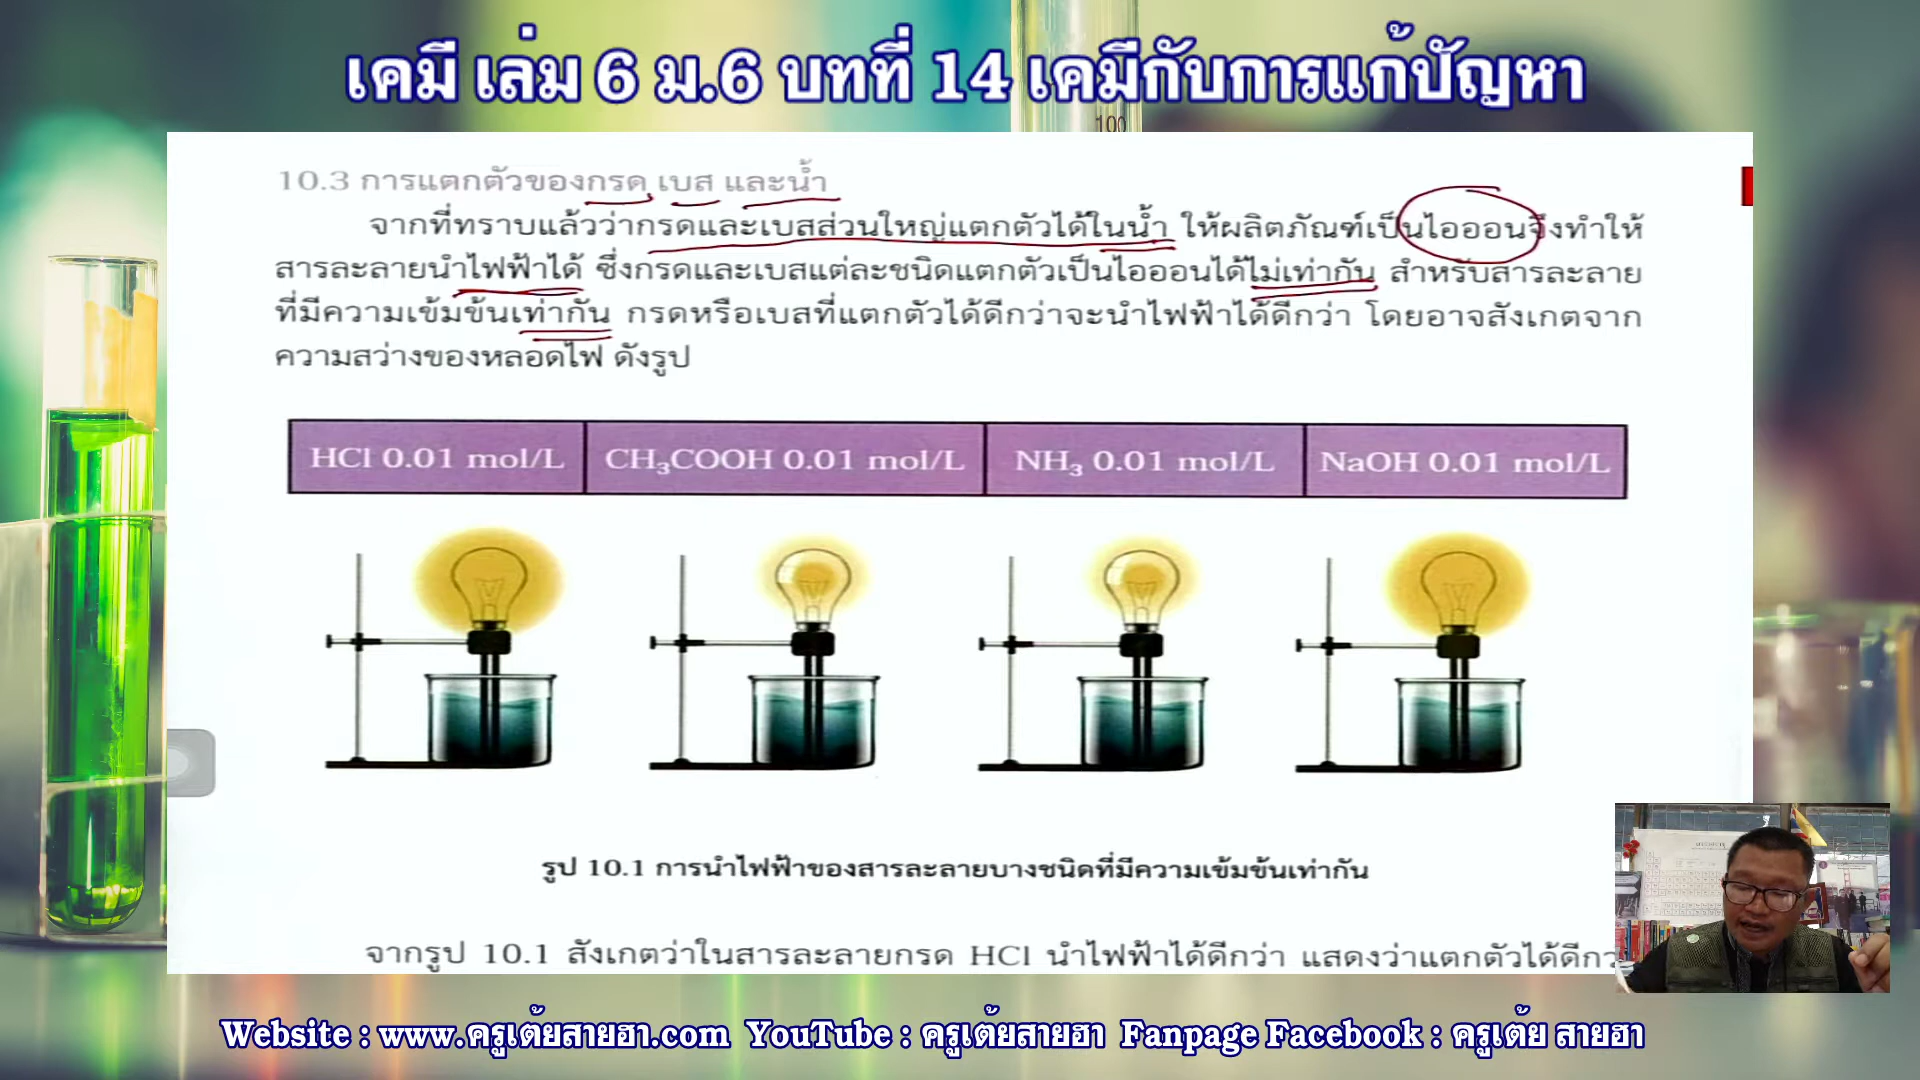 เคมี เล่ม 6 ม.6 บทที่ 14 เคมีกับการแก้ปัญหา
100
10.3 การแตกตัวของกรด เบส และน้ำ
จากที่ทราบแล้วว่ากรดและเบสส่วนใหญ่แตกตัวได้ในน้ำ ให้ผลิตภัณฑ์เป็นไอออนจึงทำให้
สารละลายนำไฟฟ้าได้ ซึ่งกรดและเบสแต่ละชนิดแตกตัวเป็นไอออนได้ไม่เท่ากัน สำหรับสารละลาย
ที่มีความเข้มข้นเท่ากัน กรดหรือเบสที่แตกตัวได้ดีกว่าจะนำไฟฟ้าได้ดีกว่า โดยอาจสังเกตจาก
ความสว่างของหลอดไฟ ดังรูป
HCl 0.01 mol/L CH₃COOH 0.01 mol/L NH₃ 0.01 mol/L NaOH 0.01 mol/L
รูป 10.1 การนำไฟฟ้าของสารละลายบางชนิดที่มีความเข้มข้นเท่ากัน
จากรูป 10.1 สังเกตว่าในสารละลายกรด HCl นำไฟฟ้าได้ดีกว่า แสดงว่าแตกตัวได้ดีกว
Website : www.ครูเต้ยสายฮา.com YouTube : ครูเต้ยสายฮา Fanpage Facebook : ครูเต้ย สายฮา